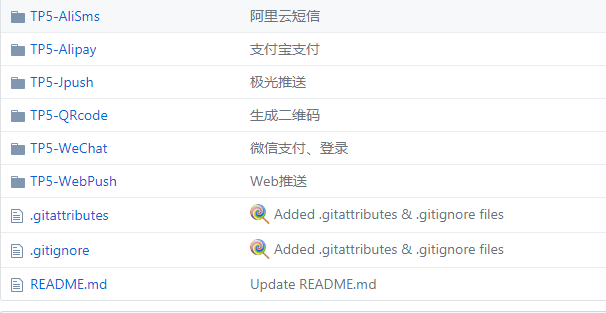 TP5-AliSms 阿里云短信
TP5-Alipay 支付宝支付
TP5-Jpush 极光推送
TP5-QRcode 生成二维码
TP5-WeChat 微信支付、登录
TP5-WebPush Web推送
.gitattributes Added .gitattributes & .gitignore files
.gitignore Added .gitattributes & .gitignore files
README.md Update README.md